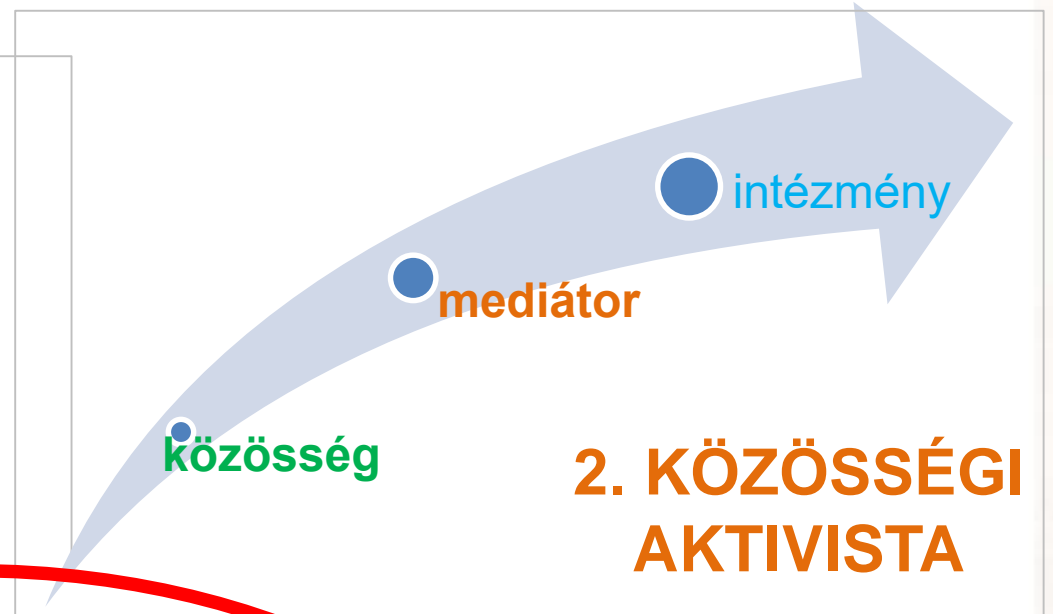 intézmény
mediátor
közösség
2. KÖZÖSSÉGI
AKTIVISTA